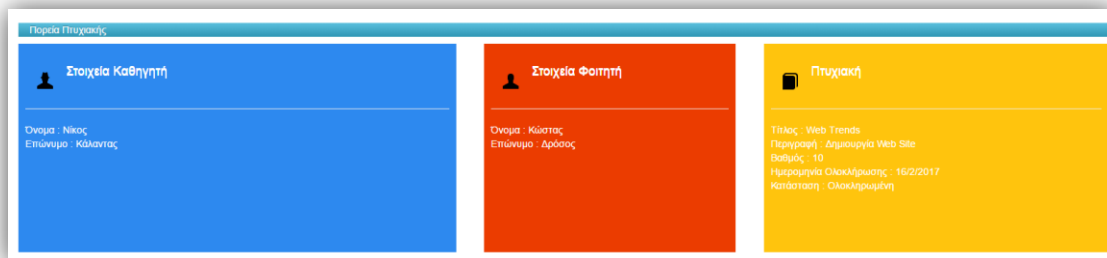 Πορεία Πτυχιακής
Στοιχεία Καθηγητή
Όνομα : Νίκος
Επώνυμο : Κάλαντας
Στοιχεία Φοιτητή
Όνομα : Κώστας
Επώνυμο : Δρόσος
Πτυχιακή
Τίτλος : Web Trends
Περιγραφή : Δημιουργία Web Site
Βαθμός : 10
Ημερομηνία Ολοκλήρωσης : 16/2/2017
Κατάσταση : Ολοκληρωμένη